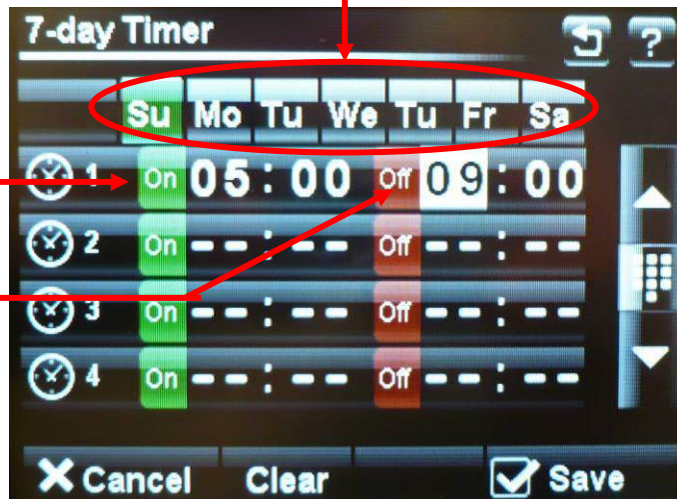 7-day Timer ?
Su Mo Tu We Tu Fr Sa
1 On 05:00 Off 09:00
2 On --:-- Off --:--
3 On --:-- Off --:--
4 On --:-- Off --:--
Cancel Clear Save